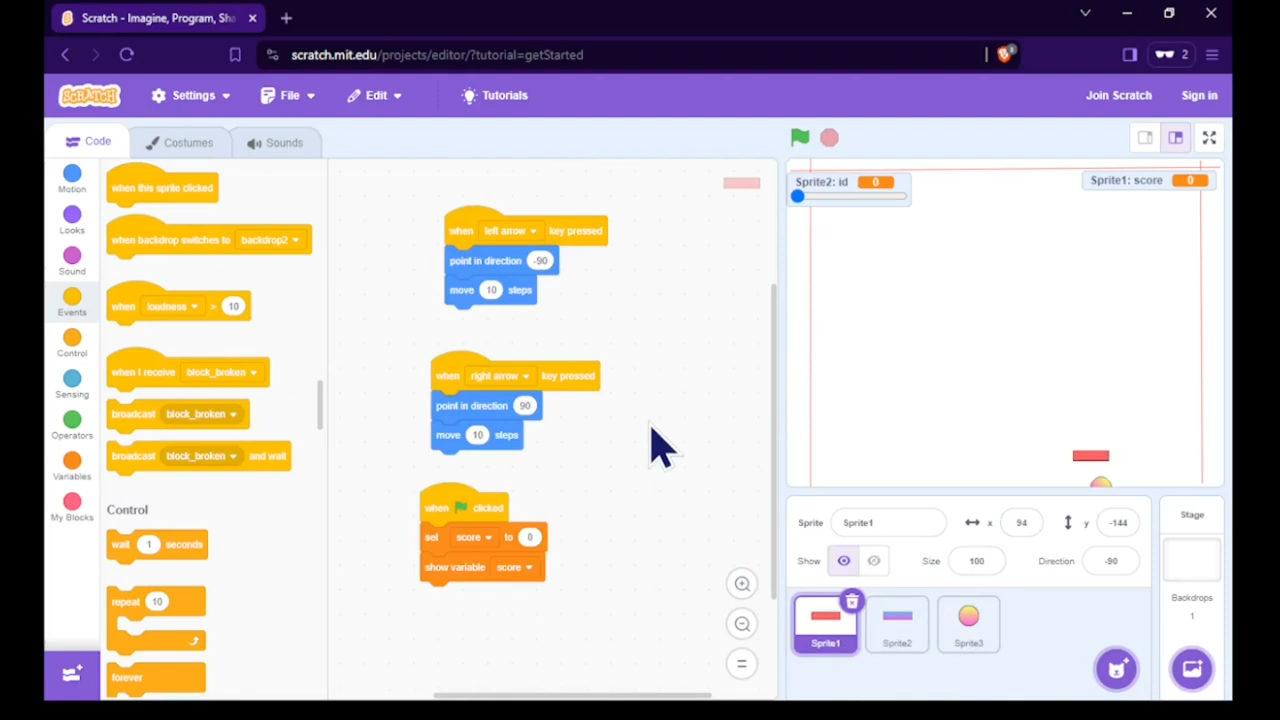 Scratch - Imagine, Program, Sha
2
scratch.mit.edu/projects/editor/?tutorial=getStarted
SCRATCH
Settings
File
Edit
Tutorials
Join Scratch
Sign in
Code
Costumes
Sounds
Motion
Looks
Sound
Events
Control
Sensing
Operators
Variables
My Blocks
when this sprite clicked
when backdrop switches to backdrop2
when loudness > 10
when I receive block_broken
broadcast block_broken
broadcast block_broken and wait
Control
wait 1 seconds
repeat 10
forever
when left arrow key pressed
point in direction -90
move 10 steps
when right arrow key pressed
point in direction 90
move 10 steps
when clicked
set score to 0
show variable score
Sprite2: id 0
Sprite1: score 0
Sprite Sprite1 x 94 y -144
Show Size 100 Direction -90
Sprite1
Sprite2
Sprite3
Stage
Backdrops
1